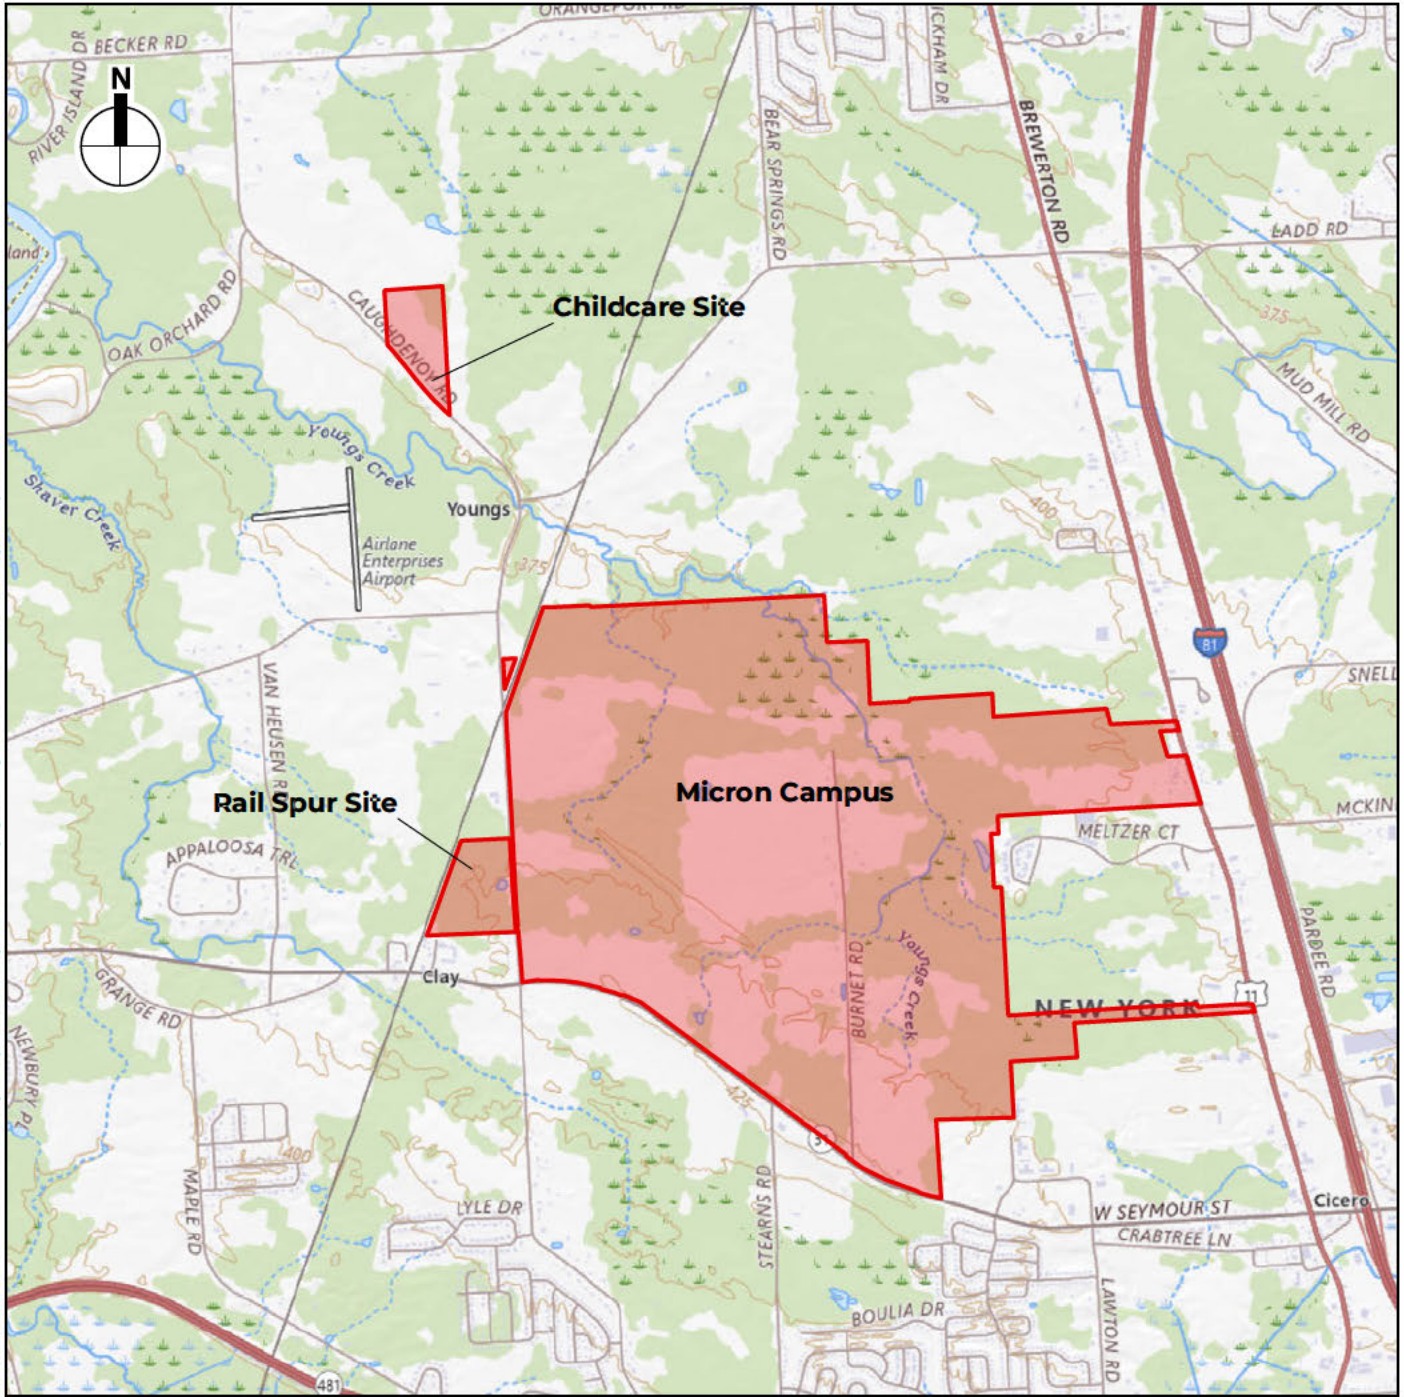 ORANGEPORT RD
BECKER RD
RIVER ISLAND DR
N
BEAR SPRINGS RD
BREWERTON RD
LADD RD
OAK ORCHARD RD
CAUGHDENOY RD
Childcare Site
375
MUD MILL RD
Youngs Creek
Shaver Creek
Youngs
400
Airlane
Enterprises
Airport
375
81
SNELL
VAN HEUSEN RD
Rail Spur Site
Micron Campus
MCKIN
MELTZER CT
APPALOOSA TRL
PARDEE RD
BURNET RD
Youngs Creek
Clay
GRANGE RD
NEW YORK
11
NEWBURY PL
425
400
MAPLE RD
LYLE DR
STEARNS RD
W SEYMOUR ST
Cicero
CRABTREE LN
LAWTON RD
BOULIA DR
481